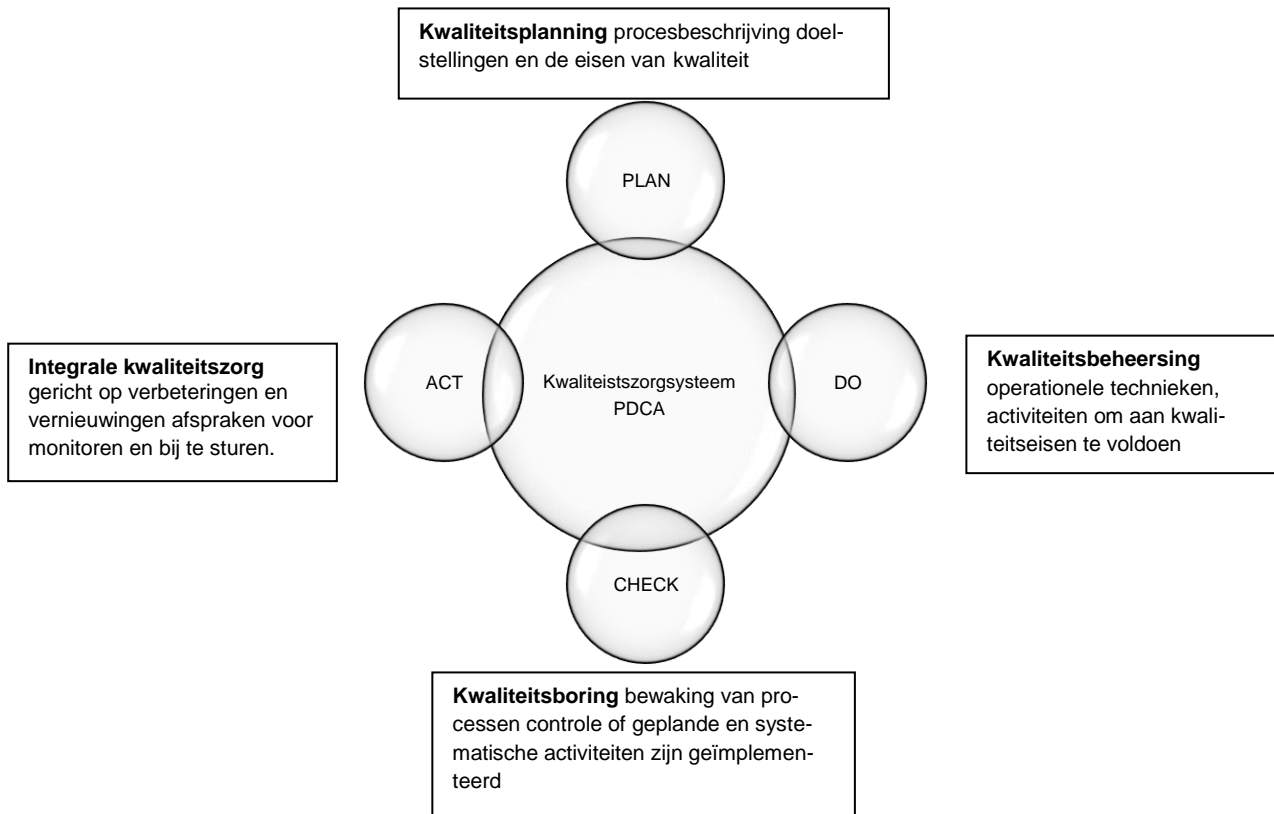 Kwaliteitsplanning procesbeschrijving doel-
stellingen en de eisen van kwaliteit
PLAN
Integrale kwaliteitszorg
gericht op verbeteringen en
vernieuwingen afspraken voor
monitoren en bij te sturen.
ACT
Kwaliteistszorgsysteem
PDCA
DO
Kwaliteitsbeheersing
operationele technieken,
activiteiten om aan kwali-
teitseisen te voldoen
CHECK
Kwaliteitsboring bewaking van pro-
cessen controle of geplande en syste-
matische activiteiten zijn geïmplemen-
teerd